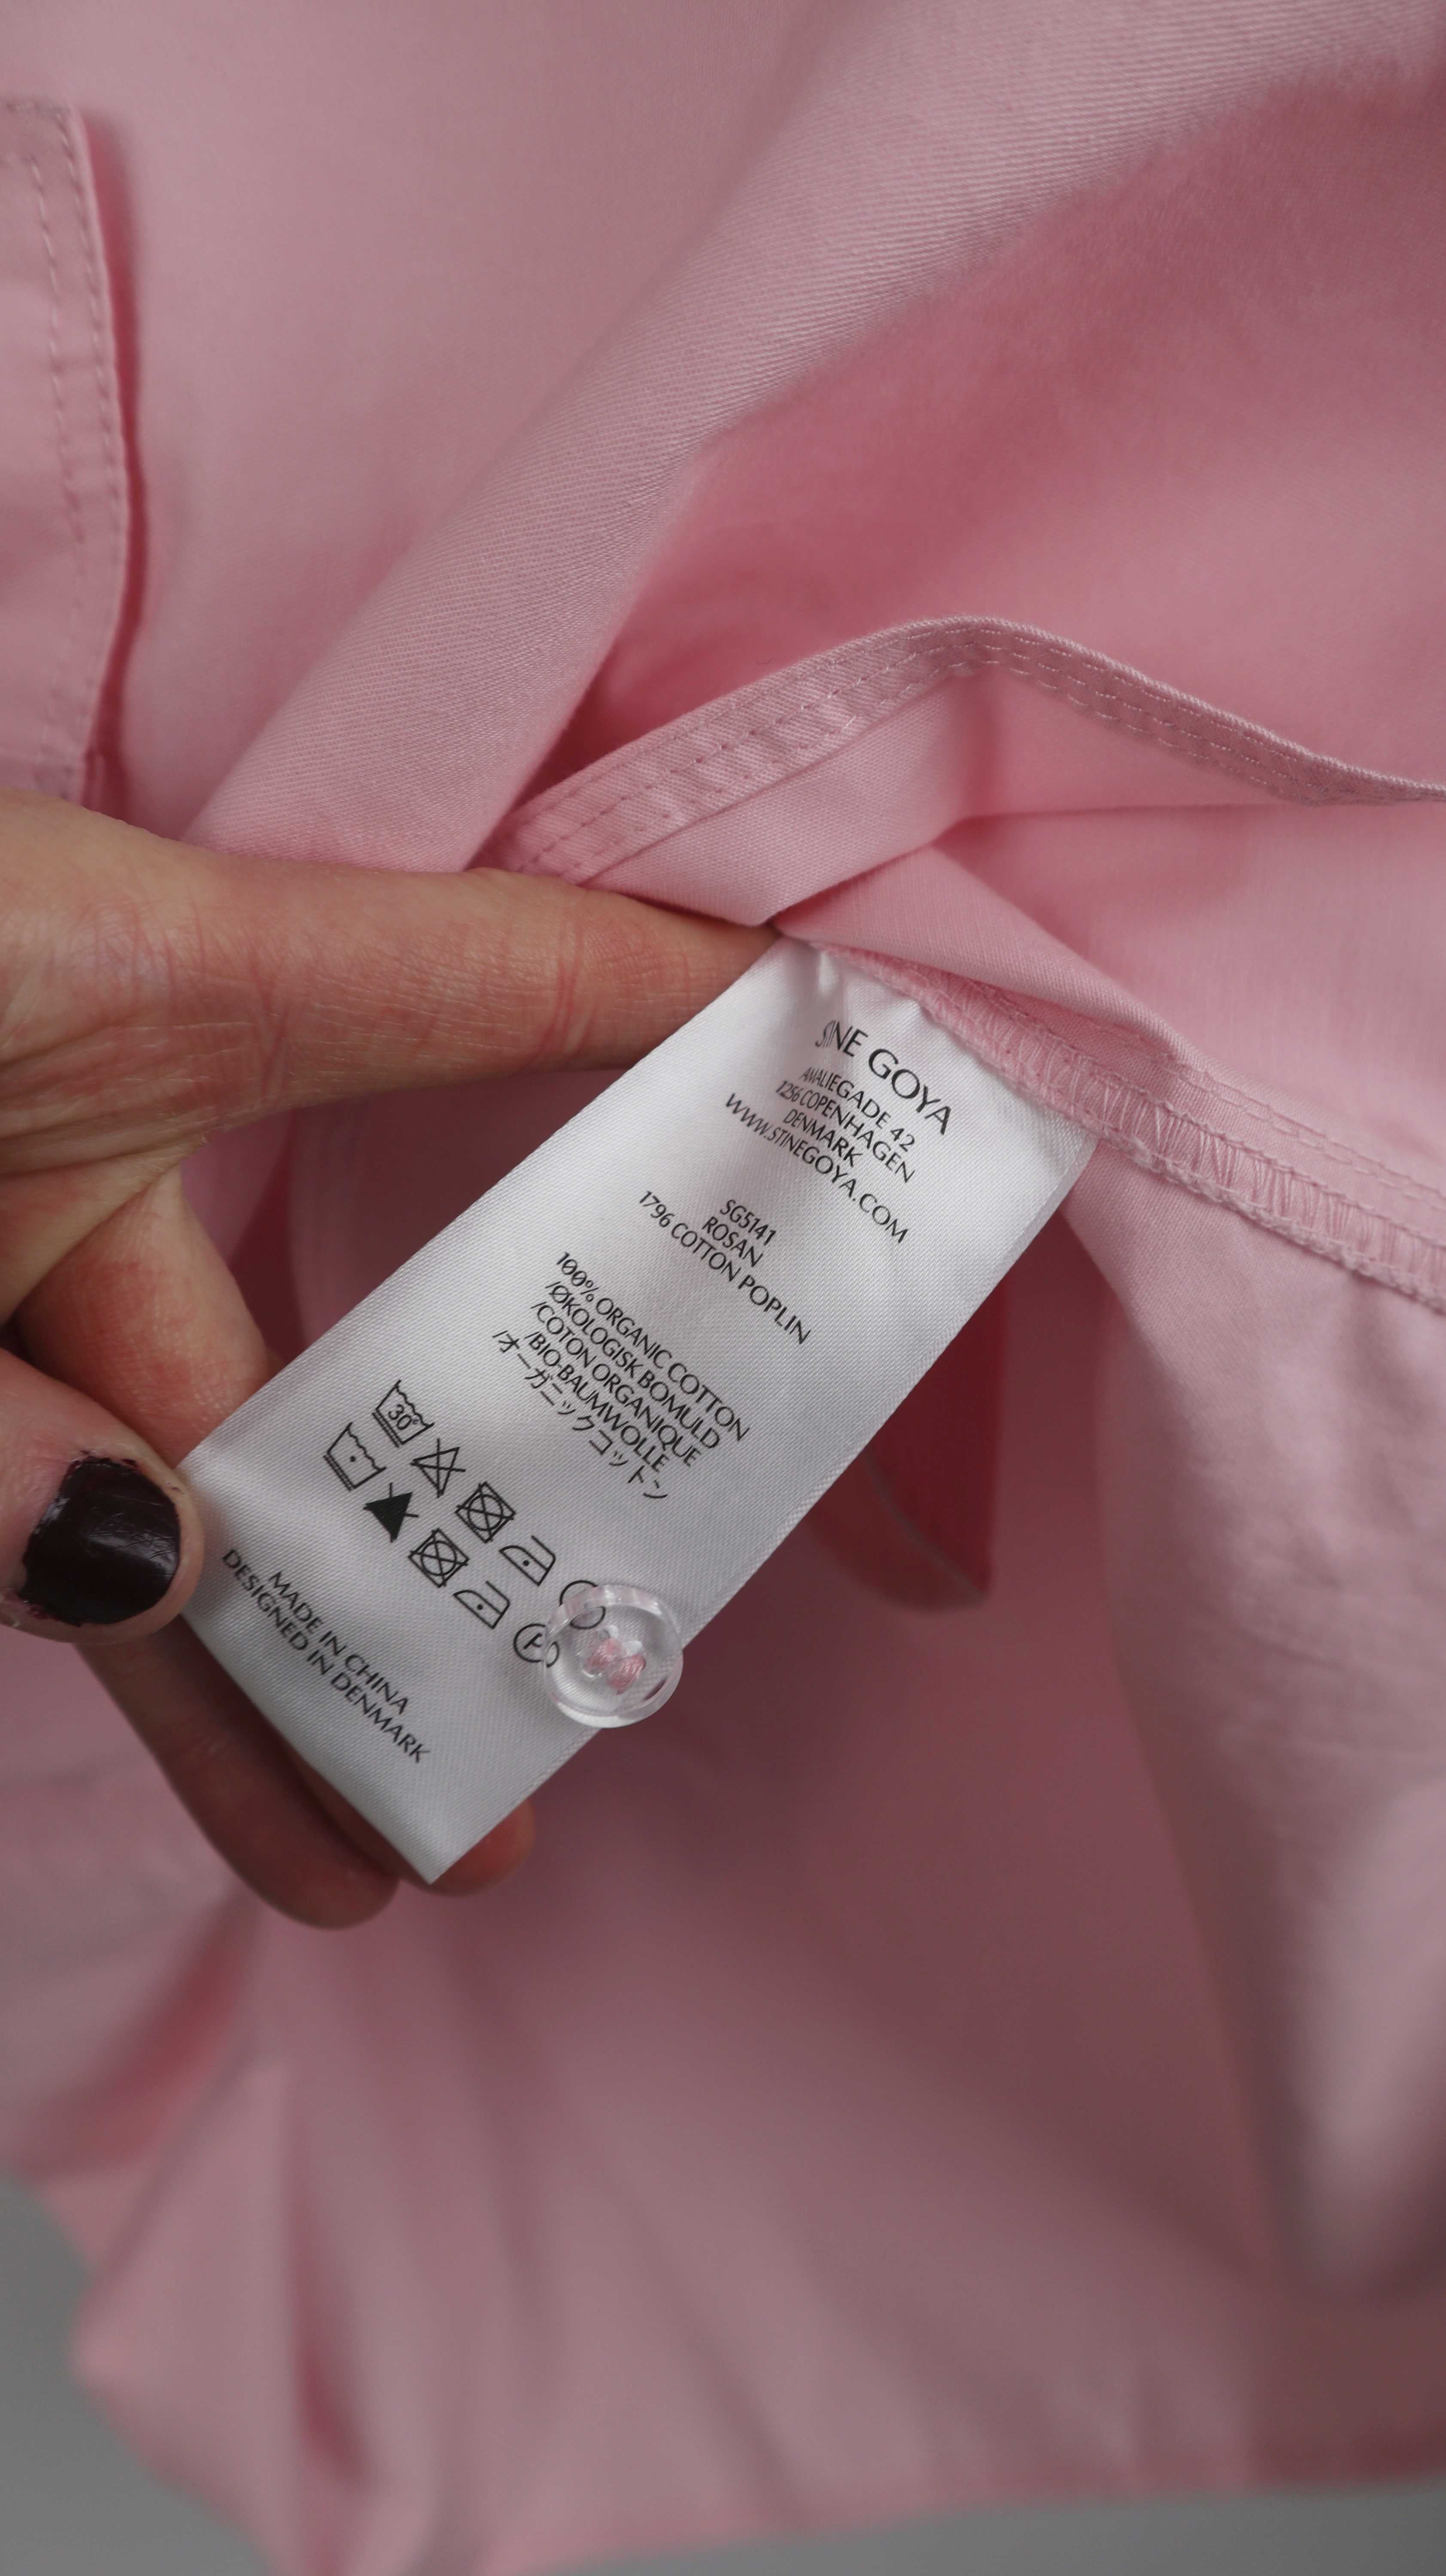 STINE GOYA
AMALIEGADE 42
1256 COPENHAGEN
DENMARK
WWW.STINEGOYA.COM
SG5141
ROSAN
1796 COTTON POPLIN
100% ORGANIC COTTON
/ØKOLOGISK BOMULD
/COTON ORGANIQUE
/BIO-BAUMWOLLE
/オーガニックコットン
30°
P
MADE IN CHINA
DESIGNED IN DENMARK